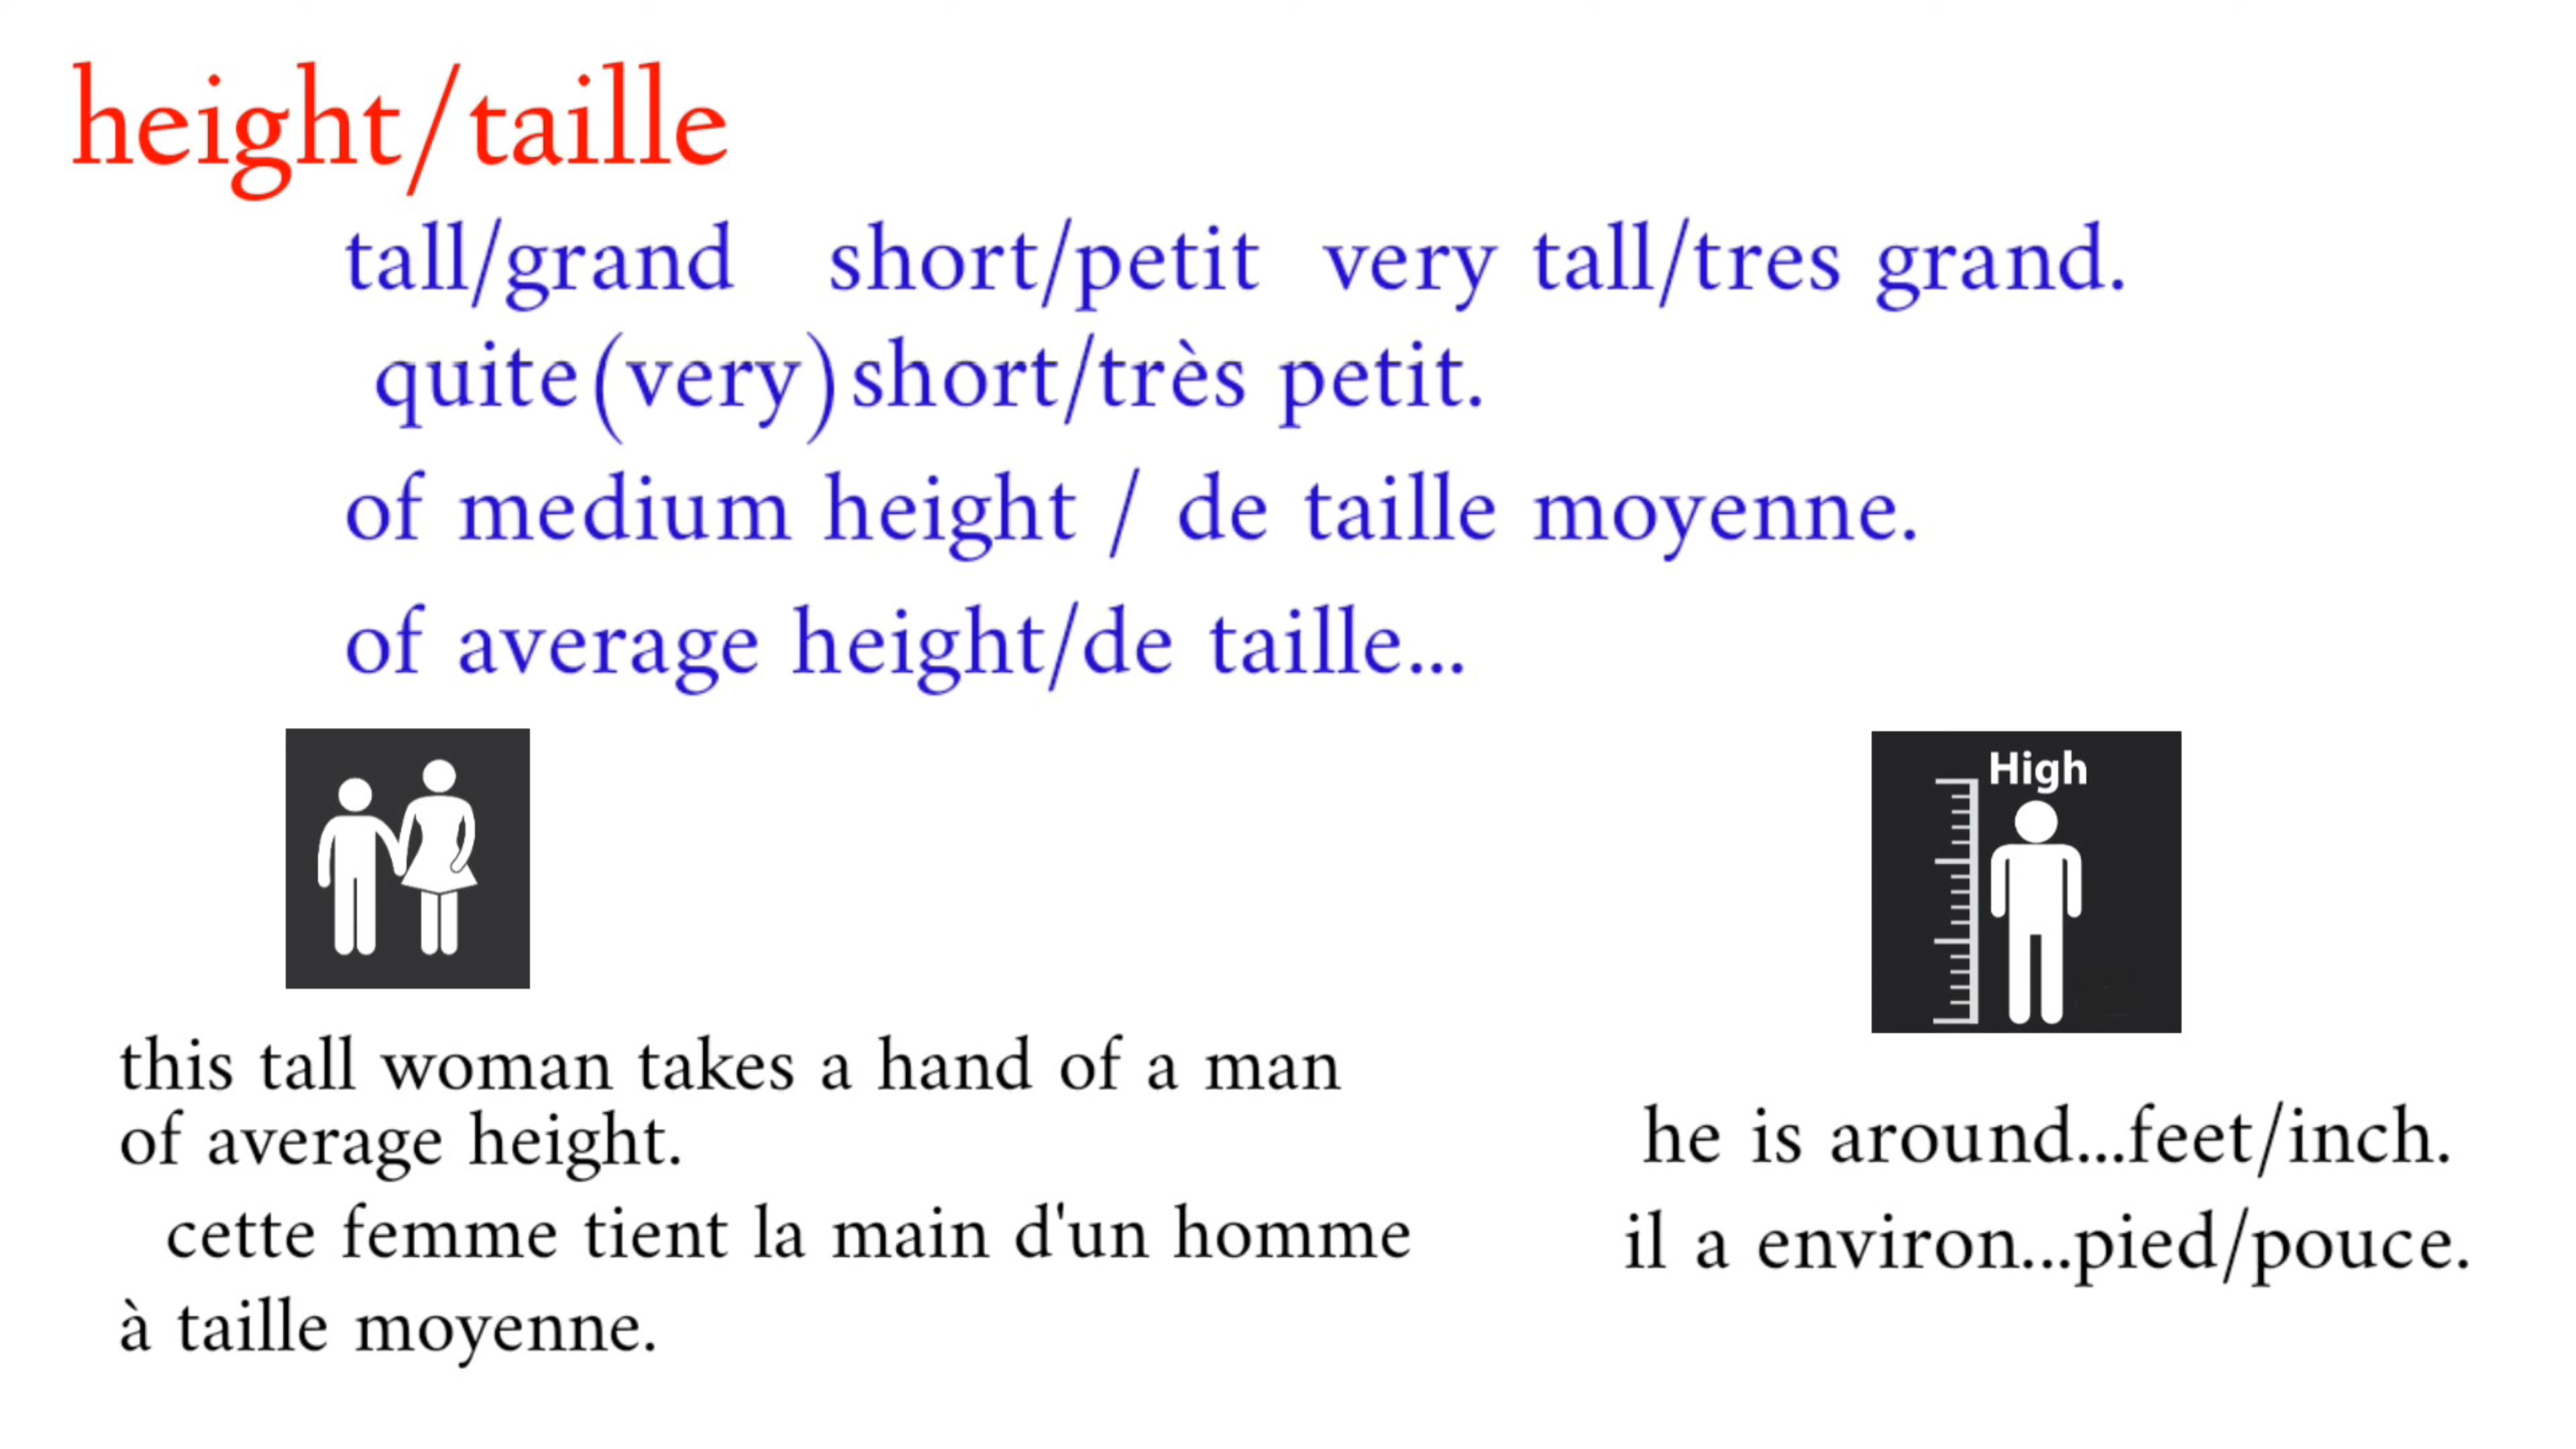 height/taille
tall/grand short/petit very tall/tres grand.
quite(very)short/très petit.
of medium height / de taille moyenne.
of average height/de taille...
High
this tall woman takes a hand of a man
of average height.
cette femme tient la main d'un homme
à taille moyenne.
he is around...feet/inch.
il a environ...pied/pouce.